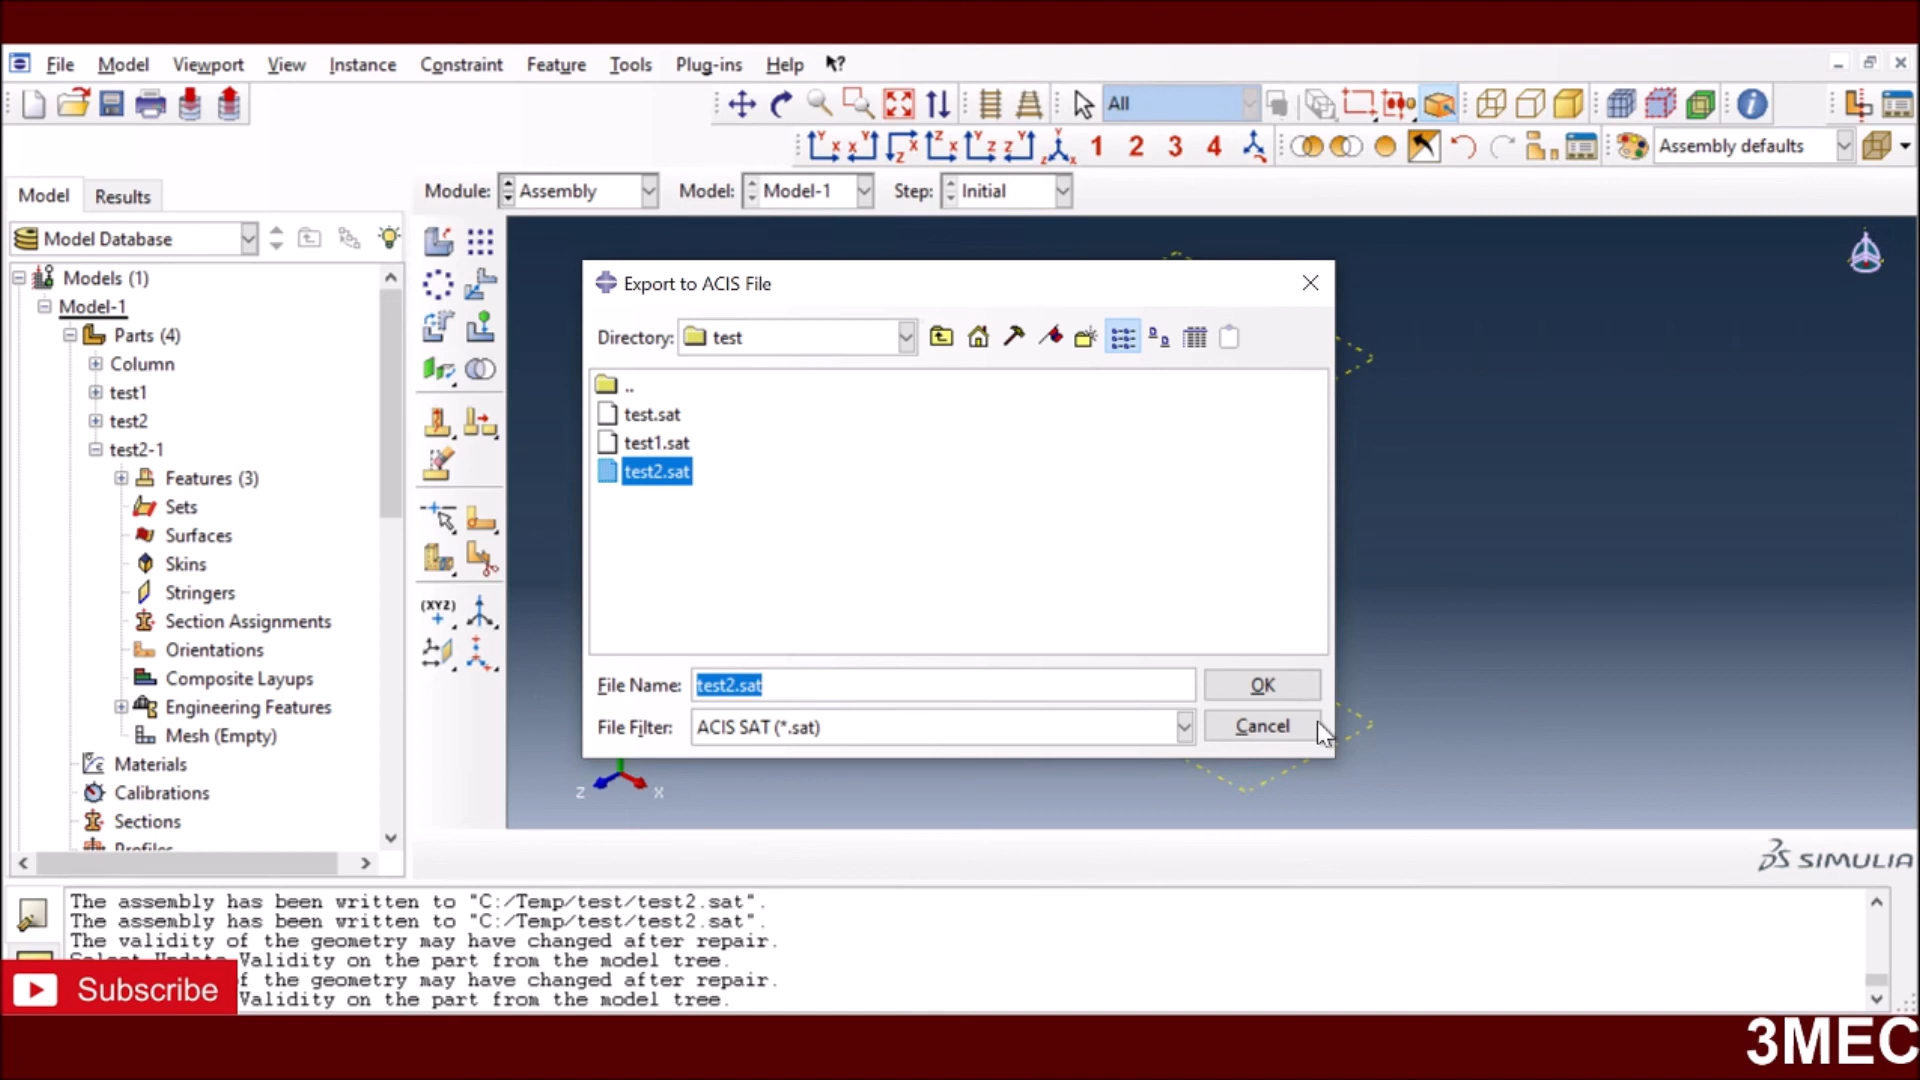 File Model Viewport View Instance Constraint Feature Tools Plug-ins Help
All
1 2 3 4
Assembly defaults
Model Results
Module: Assembly Model: Model-1 Step: Initial
Model Database
Models (1)
Model-1
Parts (4)
Column
test1
test2
test2-1
Features (3)
Sets
Surfaces
Skins
Stringers
Section Assignments
Orientations
Composite Layups
Engineering Features
Mesh (Empty)
Materials
Calibrations
Sections
Profiles
(XYZ)
Export to ACIS File
Directory: test
..
test.sat
test1.sat
test2.sat
File Name: test2.sat
OK
File Filter: ACIS SAT (*.sat)
Cancel
Z X
SIMULIA
The assembly has been written to "C:/Temp/test/test2.sat".
The assembly has been written to "C:/Temp/test/test2.sat".
The validity of the geometry may have changed after repair.
Select Update Validity on the part from the model tree.
f the geometry may have changed after repair.
Validity on the part from the model tree.
Subscribe
3MEC